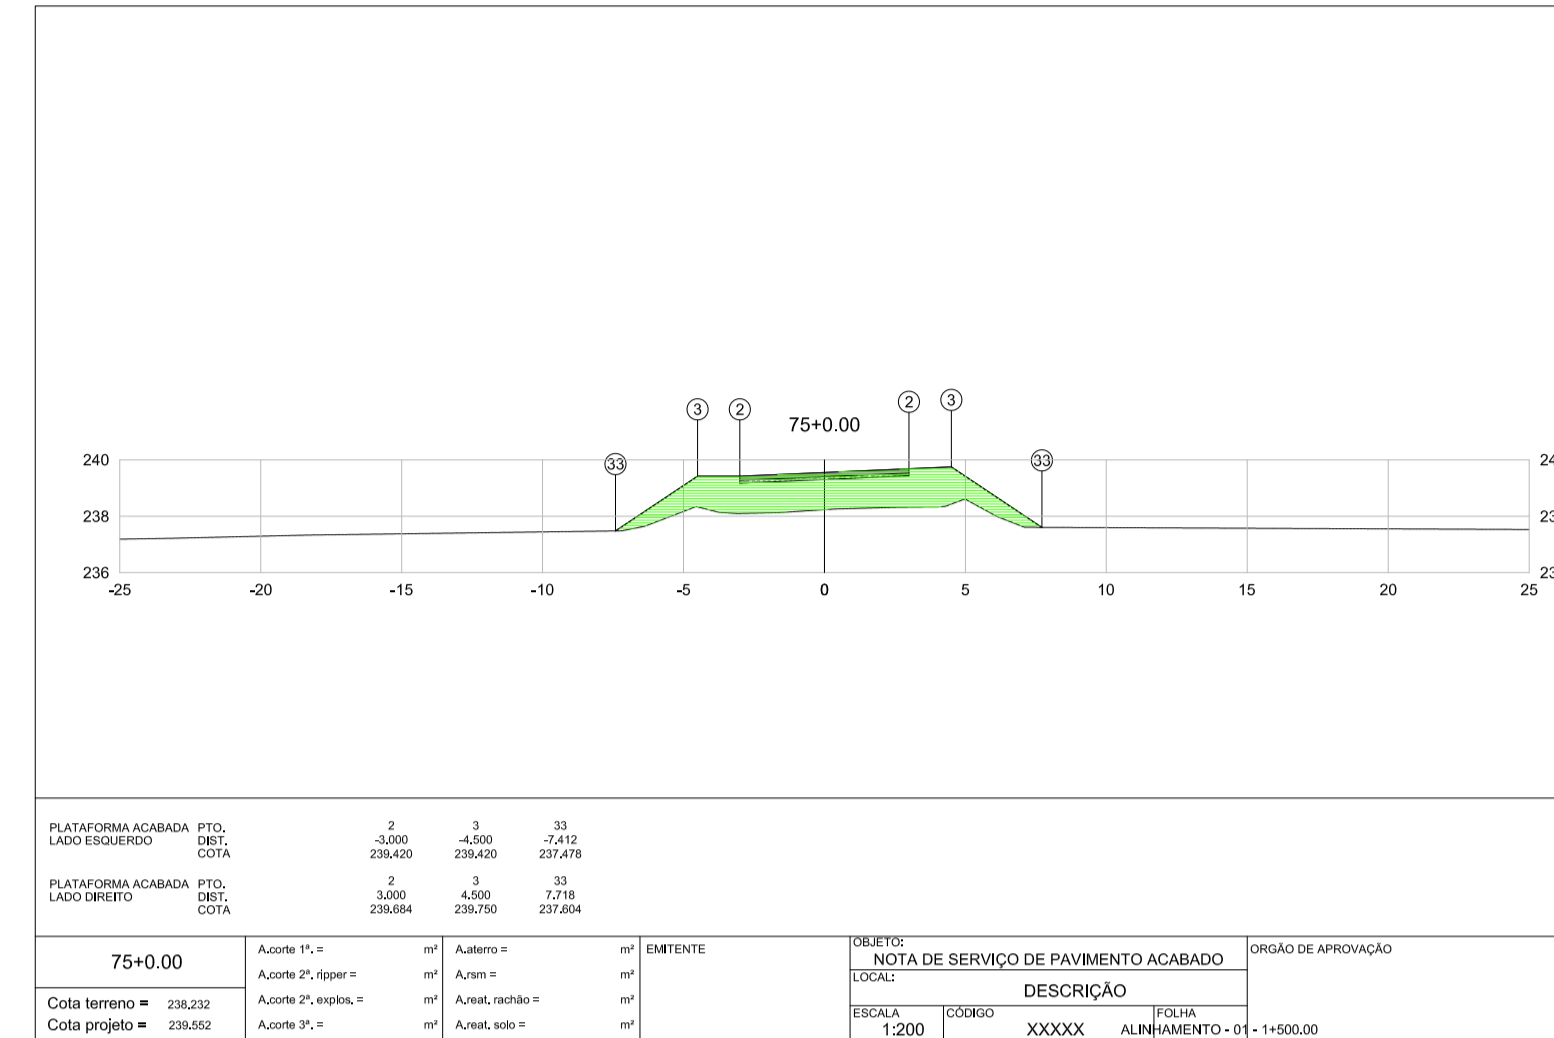 3 2 2 3
75+0.00
33 33
240 24
238 23
236 23
-25 -20 -15 -10 -5 0 5 10 15 20 25
PLATAFORMA ACABADA PTO. 2 3 33
LADO ESQUERDO DIST. -3.000 -4.500 -7.412
COTA 239.420 239.420 237.478
PLATAFORMA ACABADA PTO. 2 3 33
LADO DIREITO DIST. 3.000 4.500 7.718
COTA 239.684 239.750 237.604
75+0.00
Cota terreno = 238.232
Cota projeto = 239.552
A.corte 1ª. = m²
A.corte 2ª. ripper = m²
A.corte 2ª. explos. = m²
A.corte 3ª. = m²
A.aterro = m²
A.rsm = m²
A.reat. rachão = m²
A.reat. solo = m²
EMITENTE
OBJETO:
NOTA DE SERVIÇO DE PAVIMENTO ACABADO
LOCAL:
DESCRIÇÃO
ESCALA
1:200
CÓDIGO
XXXXX
FOLHA
ALINHAMENTO - 01 - 1+500.00
ORGÃO DE APROVAÇÃO